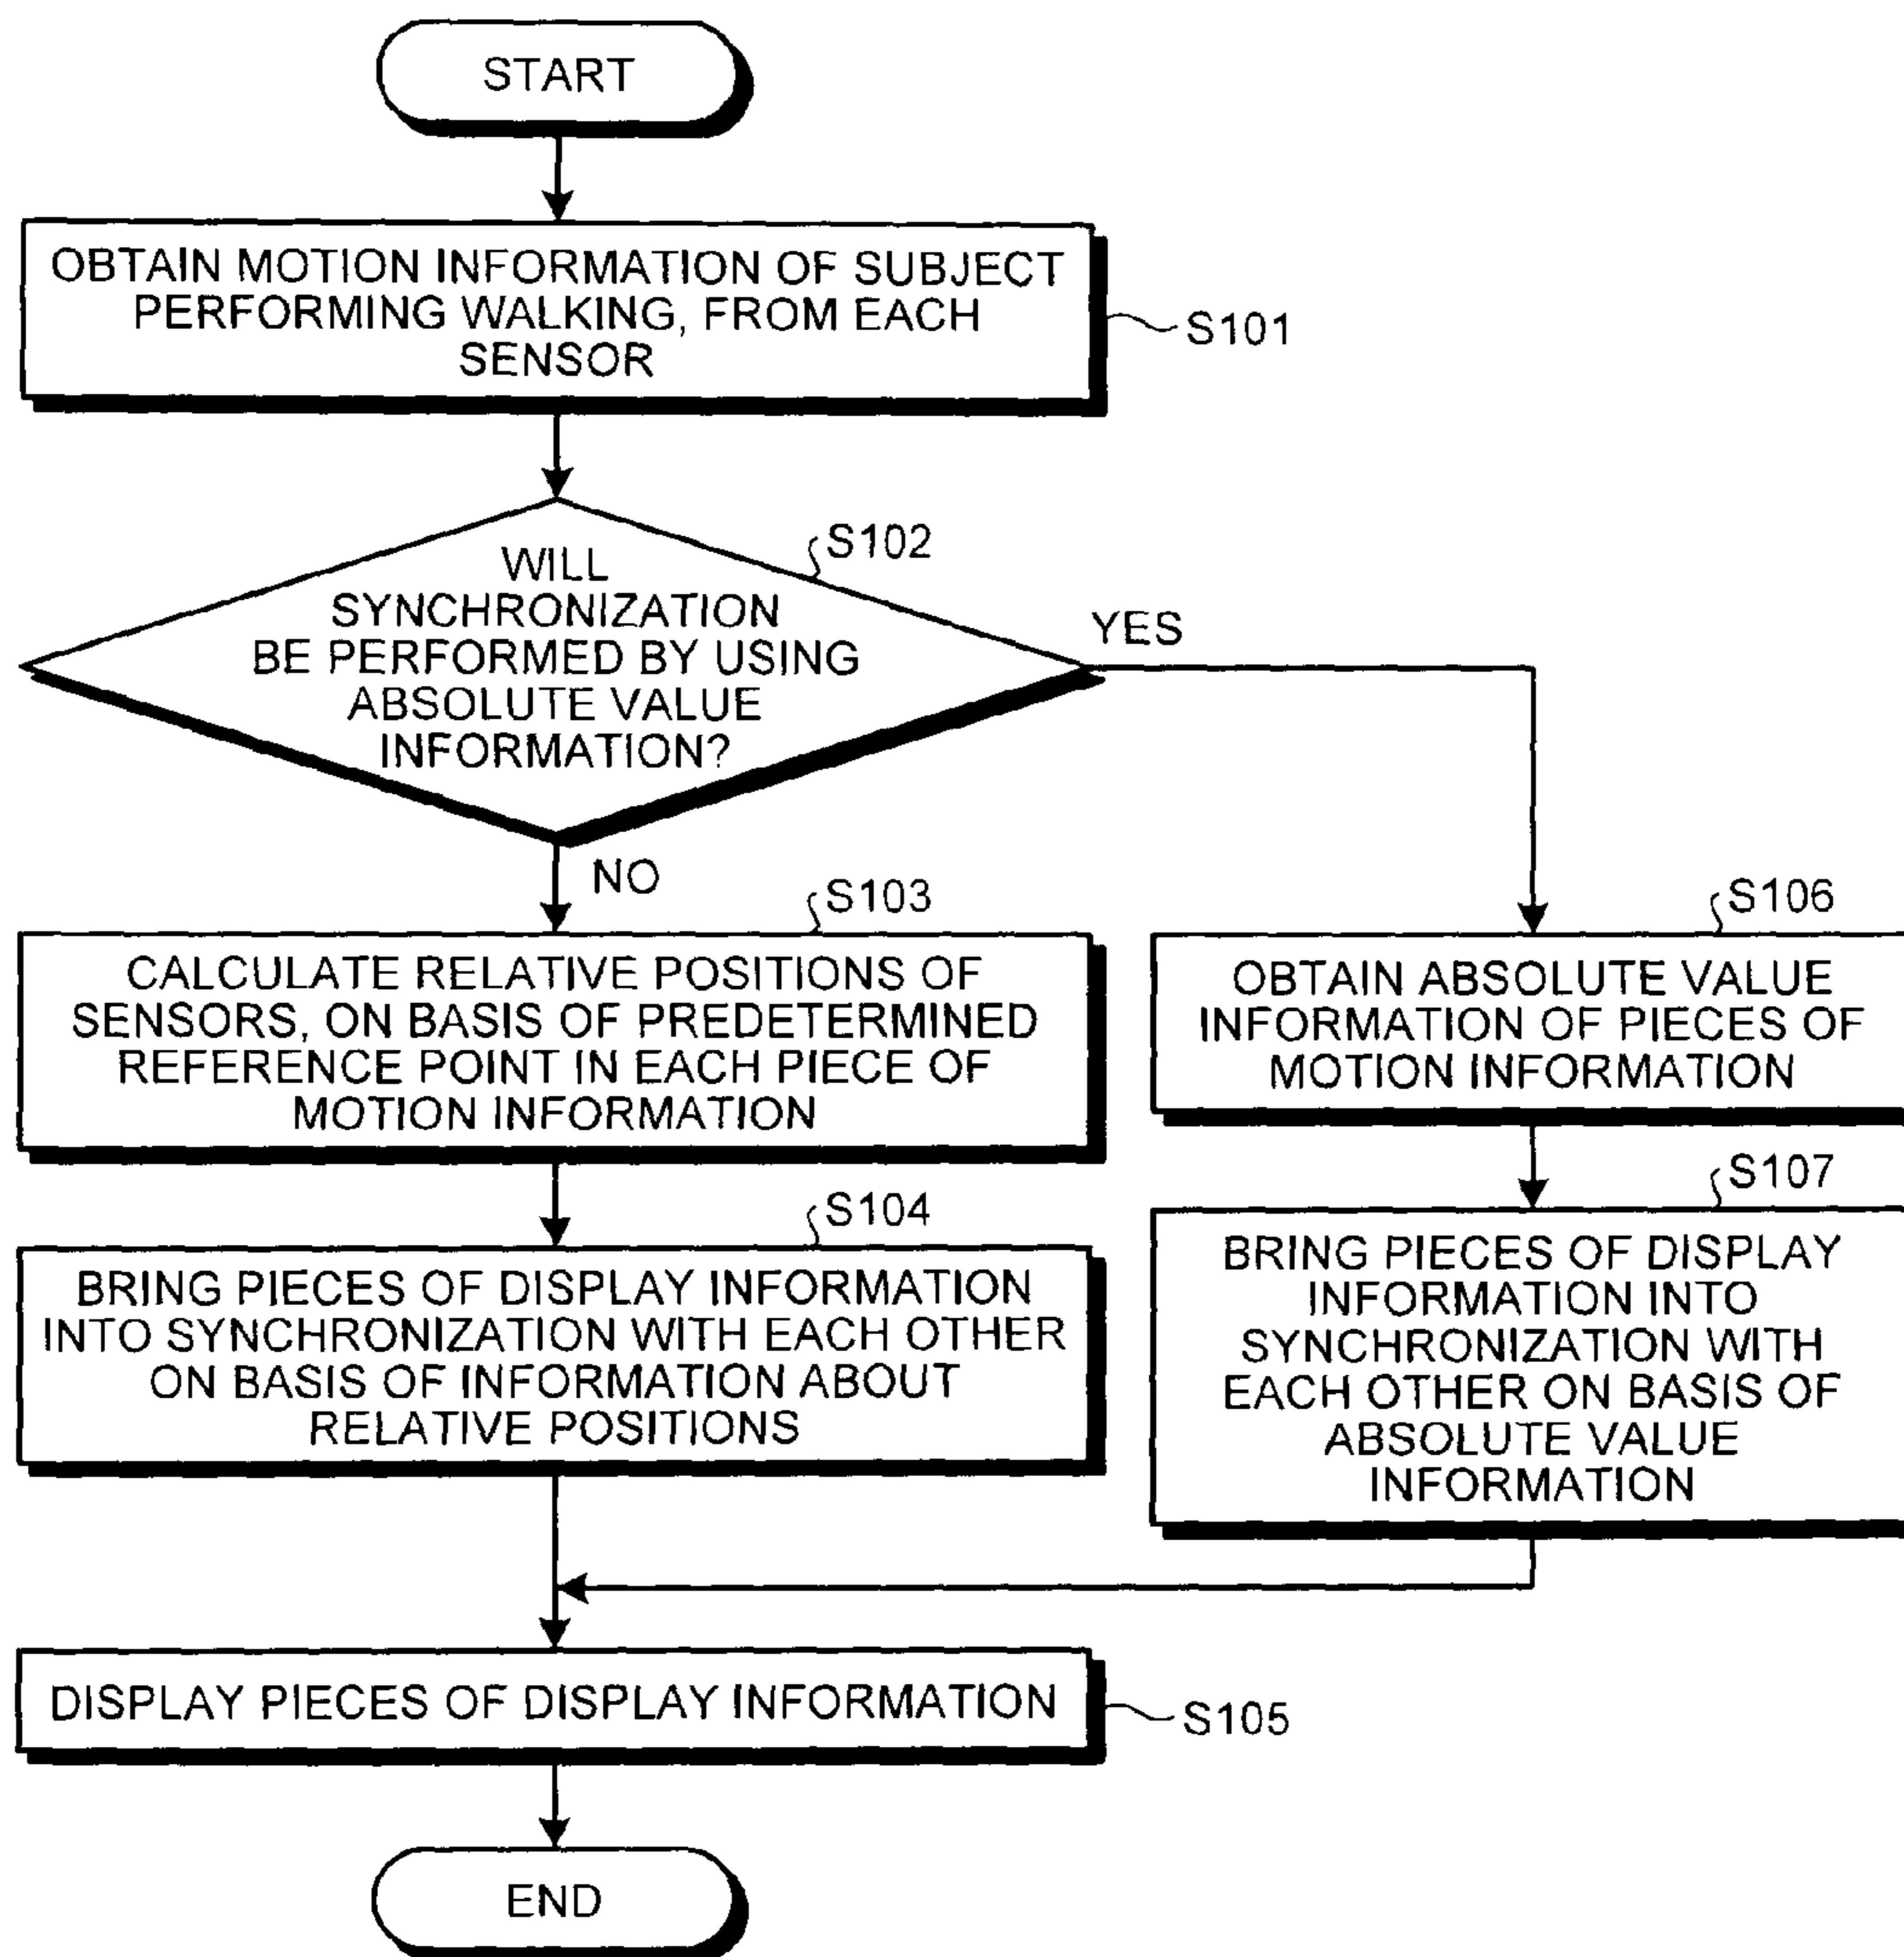 START
OBTAIN MOTION INFORMATION OF SUBJECT
PERFORMING WALKING, FROM EACH
SENSOR
S101
S102
WILL
SYNCHRONIZATION
BE PERFORMED BY USING
ABSOLUTE VALUE
INFORMATION?
YES
NO
S103
CALCULATE RELATIVE POSITIONS OF
SENSORS, ON BASIS OF PREDETERMINED
REFERENCE POINT IN EACH PIECE OF
MOTION INFORMATION
S106
OBTAIN ABSOLUTE VALUE
INFORMATION OF PIECES OF
MOTION INFORMATION
S104
BRING PIECES OF DISPLAY INFORMATION
INTO SYNCHRONIZATION WITH EACH OTHER
ON BASIS OF INFORMATION ABOUT
RELATIVE POSITIONS
S107
BRING PIECES OF DISPLAY
INFORMATION INTO
SYNCHRONIZATION WITH
EACH OTHER ON BASIS OF
ABSOLUTE VALUE
INFORMATION
DISPLAY PIECES OF DISPLAY INFORMATION
S105
END